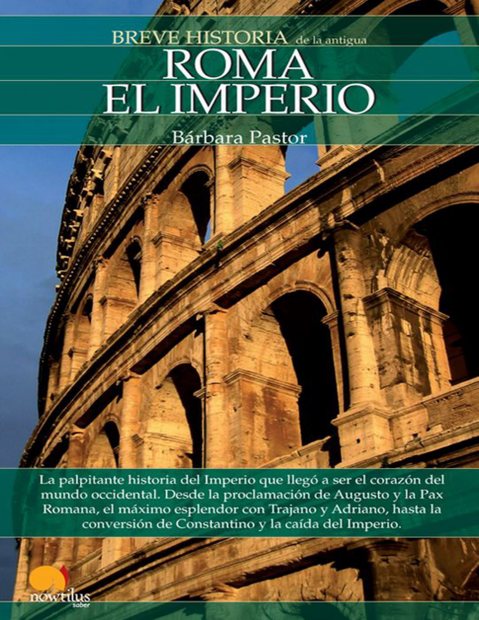 BREVE HISTORIA de la antigua
ROMA
EL IMPERIO
Bárbara Pastor
La palpitante historia del Imperio que llegó a ser el corazón del
mundo occidental. Desde la proclamación de Augusto y la Pax
Romana, el máximo esplendor con Trajano y Adriano, hasta la
conversión de Constantino y la caída del Imperio.
nowtilus
saber